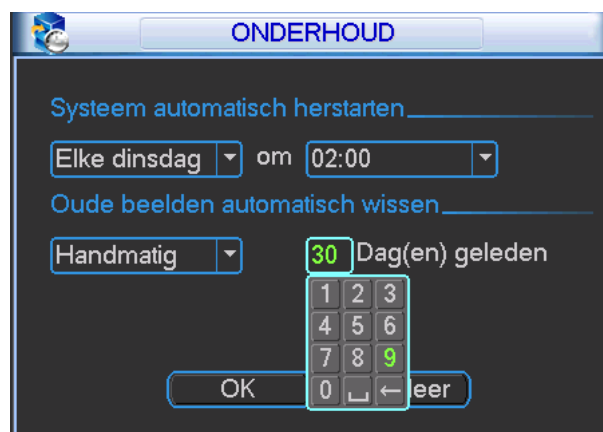 ONDERHOUD
Systeem automatisch herstarten
Elke dinsdag om 02:00
Oude beelden automatisch wissen
Handmatig 30 Dag(en) geleden
1 2 3
4 5 6
7 8 9
OK 0 ←